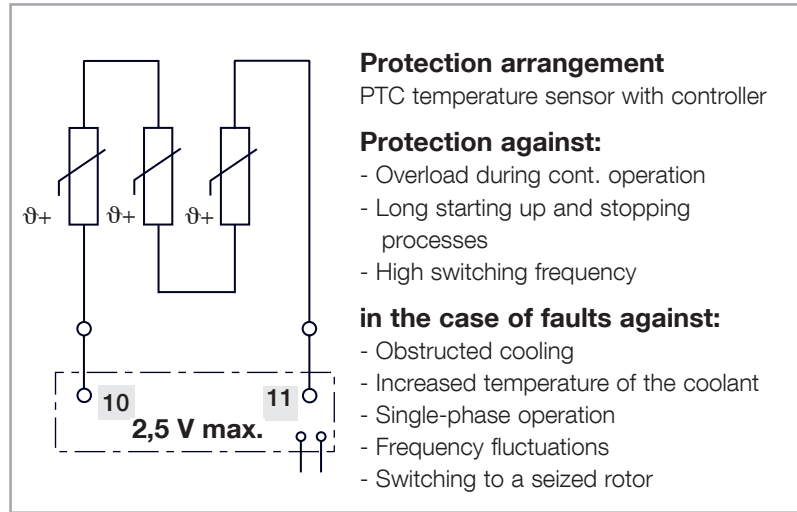 Protection arrangement
PTC temperature sensor with controller
Protection against:
- Overload during cont. operation
- Long starting up and stopping
processes
- High switching frequency
in the case of faults against:
- Obstructed cooling
- Increased temperature of the coolant
- Single-phase operation
- Frequency fluctuations
- Switching to a seized rotor
ϑ+ ϑ+ ϑ+
10 11
2,5 V max.